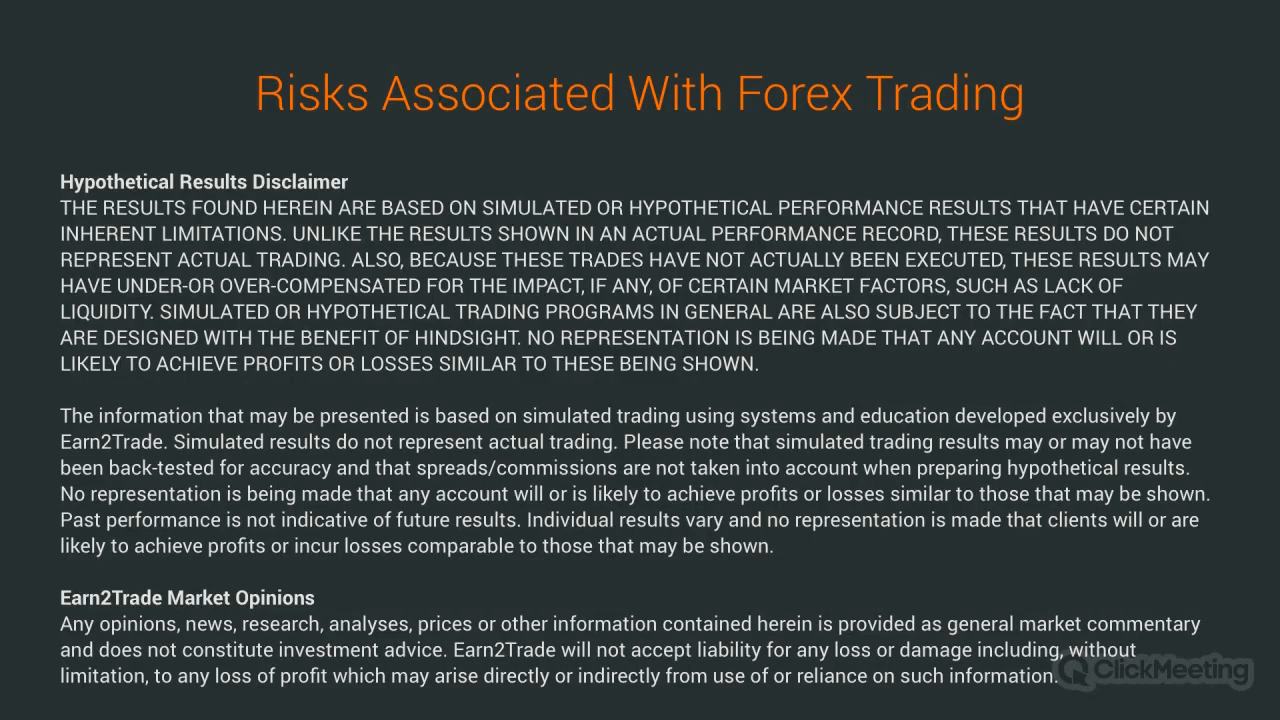 Risks Associated With Forex Trading
Hypothetical Results Disclaimer
THE RESULTS FOUND HEREIN ARE BASED ON SIMULATED OR HYPOTHETICAL PERFORMANCE RESULTS THAT HAVE CERTAIN
INHERENT LIMITATIONS. UNLIKE THE RESULTS SHOWN IN AN ACTUAL PERFORMANCE RECORD, THESE RESULTS DO NOT
REPRESENT ACTUAL TRADING. ALSO, BECAUSE THESE TRADES HAVE NOT ACTUALLY BEEN EXECUTED, THESE RESULTS MAY
HAVE UNDER-OR OVER-COMPENSATED FOR THE IMPACT, IF ANY, OF CERTAIN MARKET FACTORS, SUCH AS LACK OF
LIQUIDITY. SIMULATED OR HYPOTHETICAL TRADING PROGRAMS IN GENERAL ARE ALSO SUBJECT TO THE FACT THAT THEY
ARE DESIGNED WITH THE BENEFIT OF HINDSIGHT. NO REPRESENTATION IS BEING MADE THAT ANY ACCOUNT WILL OR IS
LIKELY TO ACHIEVE PROFITS OR LOSSES SIMILAR TO THESE BEING SHOWN.
The information that may be presented is based on simulated trading using systems and education developed exclusively by
Earn2Trade. Simulated results do not represent actual trading. Please note that simulated trading results may or may not have
been back-tested for accuracy and that spreads/commissions are not taken into account when preparing hypothetical results.
No representation is being made that any account will or is likely to achieve profits or losses similar to those that may be shown.
Past performance is not indicative of future results. Individual results vary and no representation is made that clients will or are
likely to achieve profits or incur losses comparable to those that may be shown.
Earn2Trade Market Opinions
Any opinions, news, research, analyses, prices or other information contained herein is provided as general market commentary
and does not constitute investment advice. Earn2Trade will not accept liability for any loss or damage including, without
limitation, to any loss of profit which may arise directly or indirectly from use of or reliance on such information.
ClickMeeting